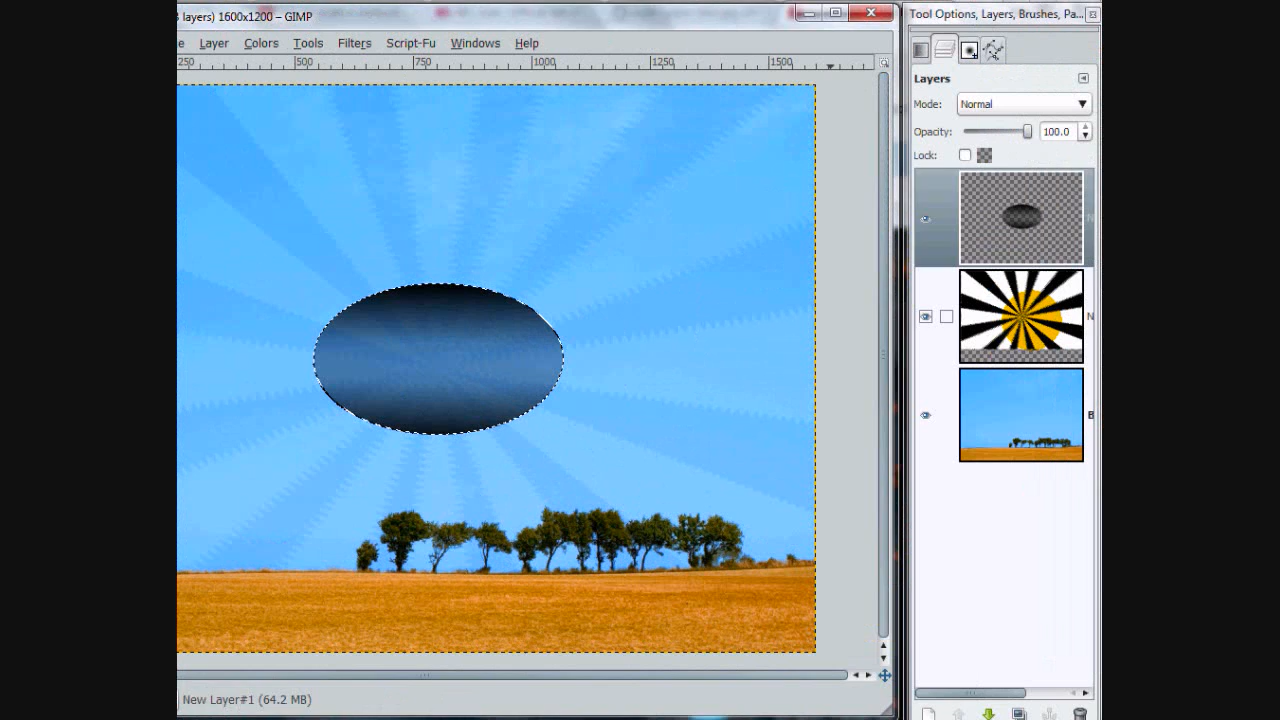 3 layers) 1600x1200 – GIMP
Tool Options, Layers, Brushes, Pa...
e Layer Colors Tools Filters Script-Fu Windows Help
250 500 750 1000 1250 1500
Layers
Mode: Normal
Opacity: 100.0
Lock:
N
N
B
New Layer#1 (64.2 MB)